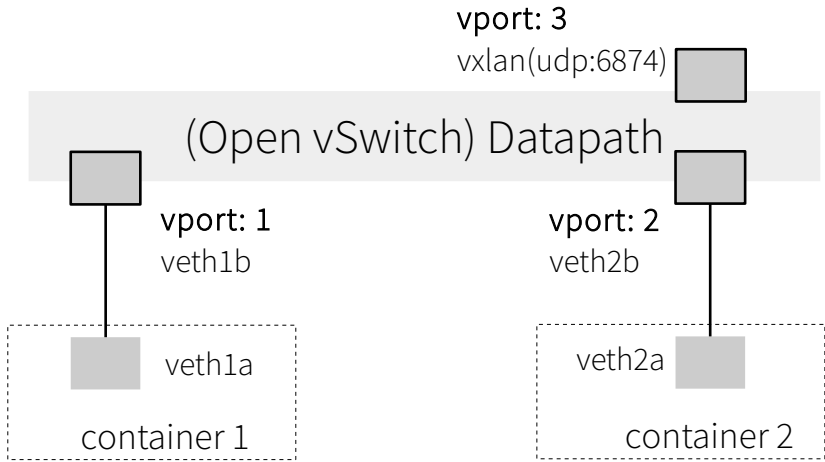 vport: 3
vxlan(udp:6874)
(Open vSwitch) Datapath
vport: 1
veth1b
vport: 2
veth2b
veth1a
container 1
veth2a
container 2